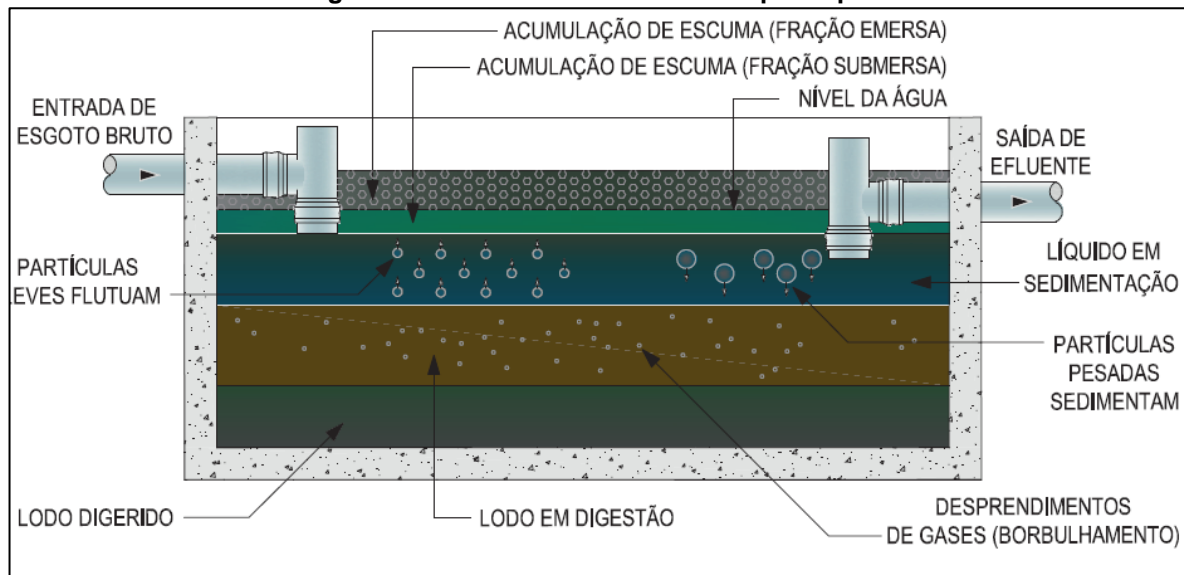 ACUMULAÇÃO DE ESCUMA (FRAÇÃO EMERSA)
ACUMULAÇÃO DE ESCUMA (FRAÇÃO SUBMERSA)
NÍVEL DA ÁGUA
ENTRADA DE
ESGOTO BRUTO
SAÍDA DE
EFLUENTE
PARTÍCULAS
EVES FLUTUAM
LÍQUIDO EM
SEDIMENTAÇÃO
PARTÍCULAS
PESADAS
SEDIMENTAM
LODO DIGERIDO
LODO EM DIGESTÃO
DESPRENDIMENTOS
DE GASES (BORBULHAMENTO)